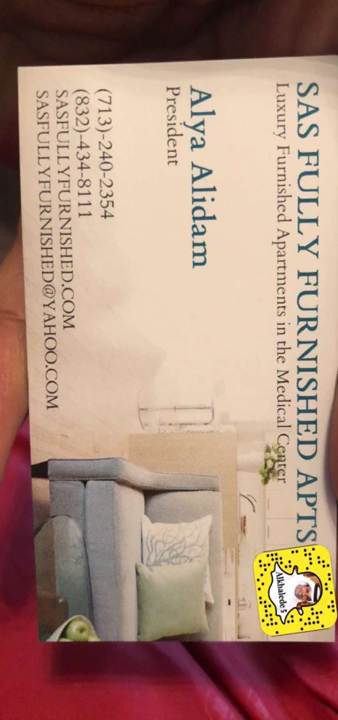 SAS FULLY FURNISHED APTS
Luxury Furnished Apartments in the Medical Center
Alya Alidam
President
(713)-240-2354
(832)-434-8111
SASFULLYFURNISHED.COM
SASFULLYFURNISHED@YAHOO.COM